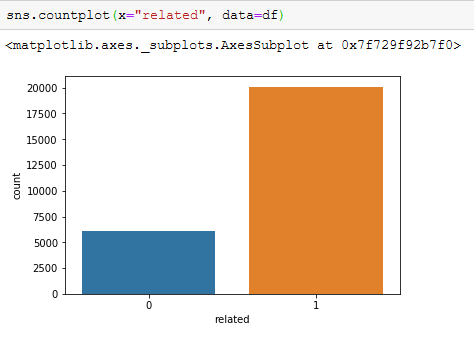 sns.countplot(x="related", data=df)
<matplotlib.axes._subplots.AxesSubplot at 0x7f729f92b7f0>
20000
17500
15000
12500
10000
7500
5000
2500
0
count
0 1
related